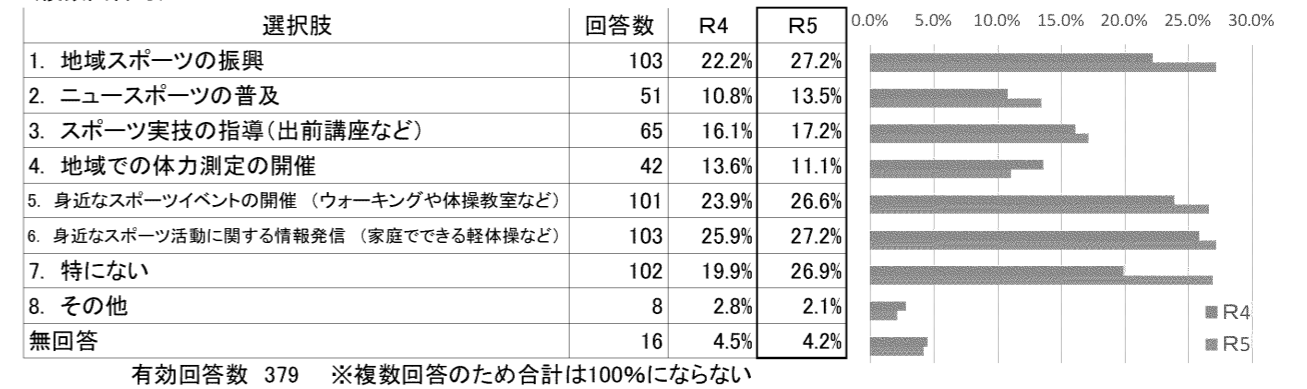 選択肢 回答数 R4 R5 0.0% 5.0% 10.0% 15.0% 20.0% 25.0% 30.0%
1. 地域スポーツの振興 103 22.2% 27.2%
2. ニュースポーツの普及 51 10.8% 13.5%
3. スポーツ実技の指導(出前講座など) 65 16.1% 17.2%
4. 地域での体力測定の開催 42 13.6% 11.1%
5. 身近なスポーツイベントの開催 (ウォーキングや体操教室など) 101 23.9% 26.6%
6. 身近なスポーツ活動に関する情報発信 (家庭でできる軽体操など) 103 25.9% 27.2%
7. 特にない 102 19.9% 26.9%
8. その他 8 2.8% 2.1% R4
無回答 16 4.5% 4.2% R5
有効回答数 379 ※複数回答のため合計は100%にならない